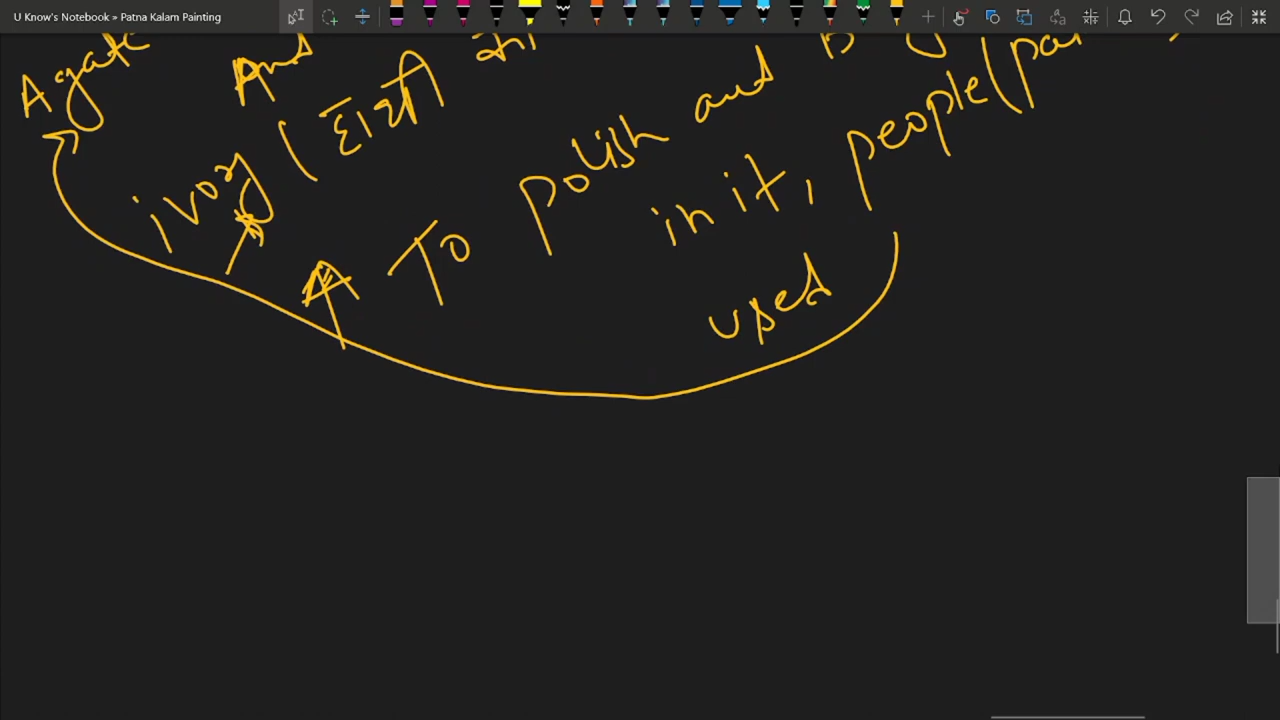 U Know's Notebook » Patna Kalam Painting
To polish and
in it, people
used
Agate And
ivory